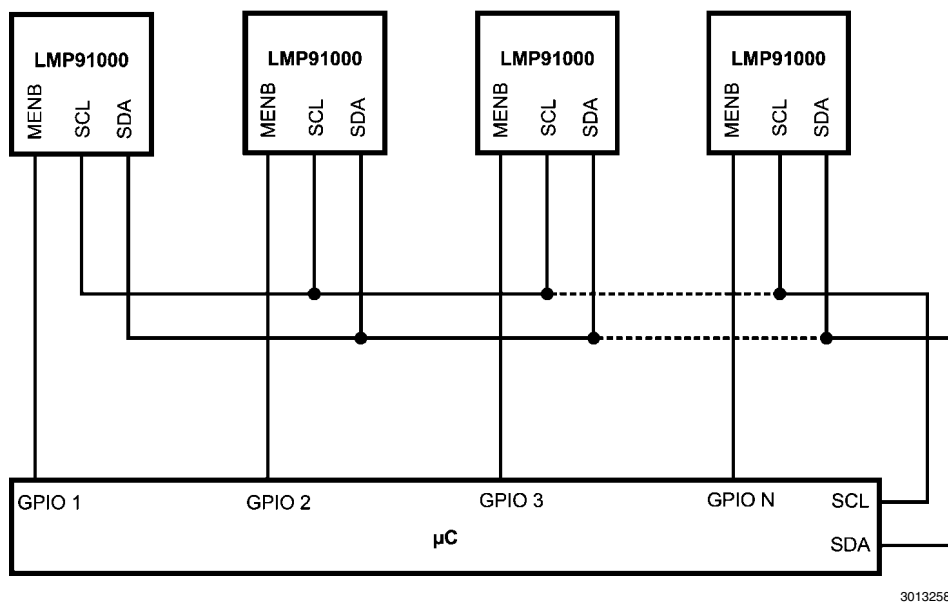 LMP91000
LMP91000
LMP91000
LMP91000
MENB
SCL
SDA
MENB
SCL
SDA
MENB
SCL
SDA
MENB
SCL
SDA
GPIO 1
GPIO 2
GPIO 3
GPIO N
SCL
µC
SDA
3013258